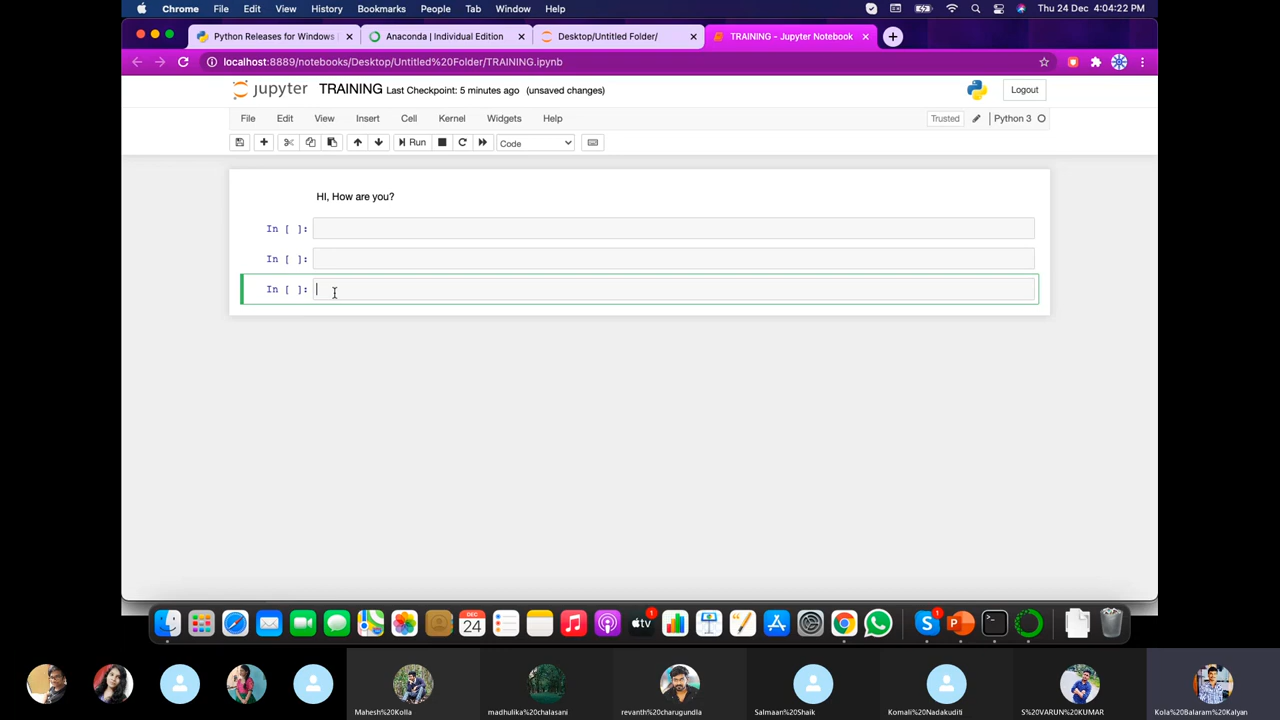 Chrome File Edit View History Bookmarks People Tab Window Help Thu 24 Dec 4:04:22 PM
Python Releases for Windows Anaconda | Individual Edition Desktop/Untitled Folder/ TRAINING - Jupyter Notebook
localhost:8889/notebooks/Desktop/Untitled%20Folder/TRAINING.ipynb
jupyter TRAINING Last Checkpoint: 5 minutes ago (unsaved changes) Logout
File Edit View Insert Cell Kernel Widgets Help Trusted Python 3
Run Code
HI, How are you?
In [ ]:
In [ ]:
In [ ]:
DEC
24
tv
1
1
Mahesh%20Kolla madhulika%20chalasani revanth%20charugundla Salmaan%20Shaik Komali%20Nadakuditi S%20VARUN%20KUMAR Kola%20Balaram%20Kalyan